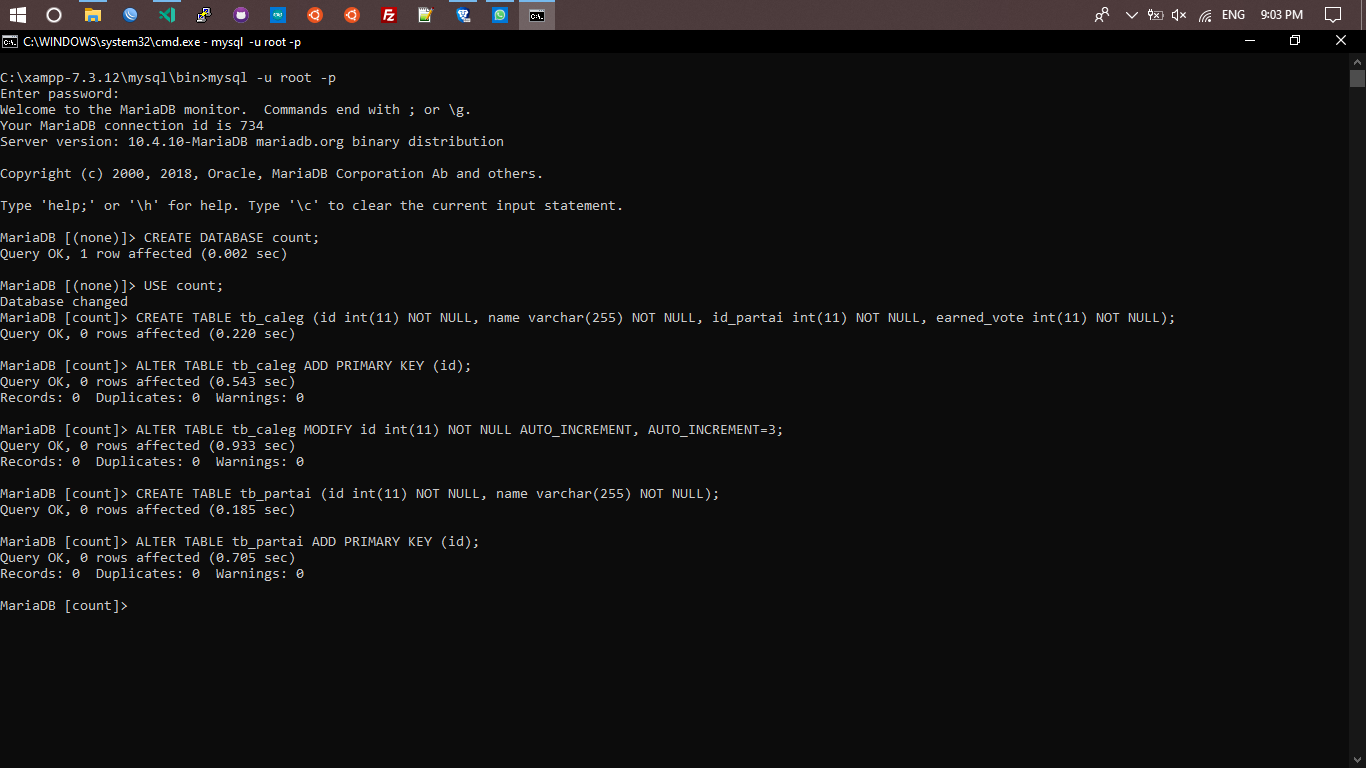 ENG 9:03 PM
C:\WINDOWS\system32\cmd.exe - mysql -u root -p
C:\xampp-7.3.12\mysql\bin>mysql -u root -p
Enter password:
Welcome to the MariaDB monitor.  Commands end with ; or \g.
Your MariaDB connection id is 734
Server version: 10.4.10-MariaDB mariadb.org binary distribution
Copyright (c) 2000, 2018, Oracle, MariaDB Corporation Ab and others.
Type 'help;' or '\h' for help. Type '\c' to clear the current input statement.
MariaDB [(none)]> CREATE DATABASE count;
Query OK, 1 row affected (0.002 sec)
MariaDB [(none)]> USE count;
Database changed
MariaDB [count]> CREATE TABLE tb_caleg (id int(11) NOT NULL, name varchar(255) NOT NULL, id_partai int(11) NOT NULL, earned_vote int(11) NOT NULL);
Query OK, 0 rows affected (0.220 sec)
MariaDB [count]> ALTER TABLE tb_caleg ADD PRIMARY KEY (id);
Query OK, 0 rows affected (0.543 sec)
Records: 0  Duplicates: 0  Warnings: 0
MariaDB [count]> ALTER TABLE tb_caleg MODIFY id int(11) NOT NULL AUTO_INCREMENT, AUTO_INCREMENT=3;
Query OK, 0 rows affected (0.933 sec)
Records: 0  Duplicates: 0  Warnings: 0
MariaDB [count]> CREATE TABLE tb_partai (id int(11) NOT NULL, name varchar(255) NOT NULL);
Query OK, 0 rows affected (0.185 sec)
MariaDB [count]> ALTER TABLE tb_partai ADD PRIMARY KEY (id);
Query OK, 0 rows affected (0.705 sec)
Records: 0  Duplicates: 0  Warnings: 0
MariaDB [count]>